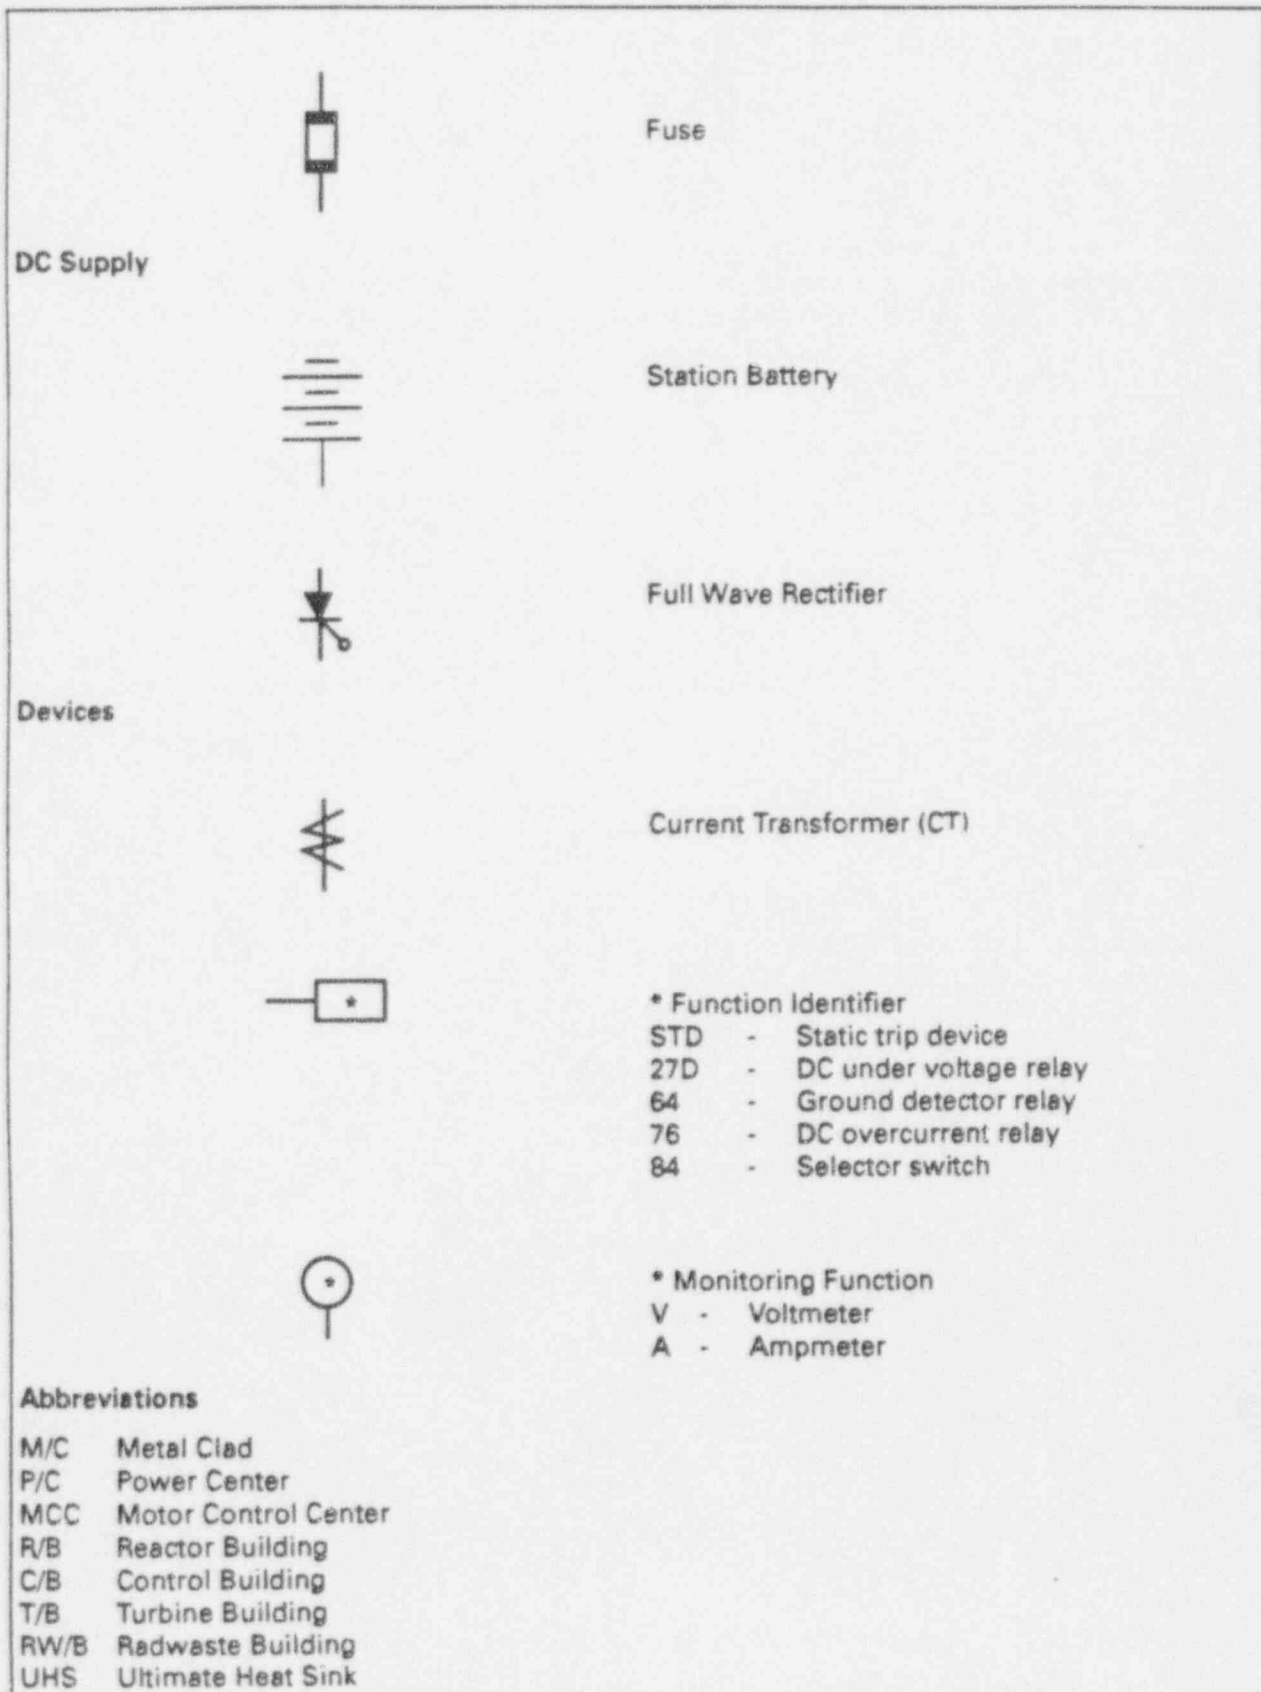 Fuse
DC Supply
Station Battery
Full Wave Rectifier
Devices
Current Transformer (CT)
*
* Function Identifier
STD - Static trip device
27D - DC under voltage relay
64 - Ground detector relay
76 - DC overcurrent relay
84 - Selector switch
*
* Monitoring Function
V - Voltmeter
A - Ampmeter
Abbreviations
M/C Metal Clad
P/C Power Center
MCC Motor Control Center
R/B Reactor Building
C/B Control Building
T/B Turbine Building
RW/B Radwaste Building
UHS Ultimate Heat Sink